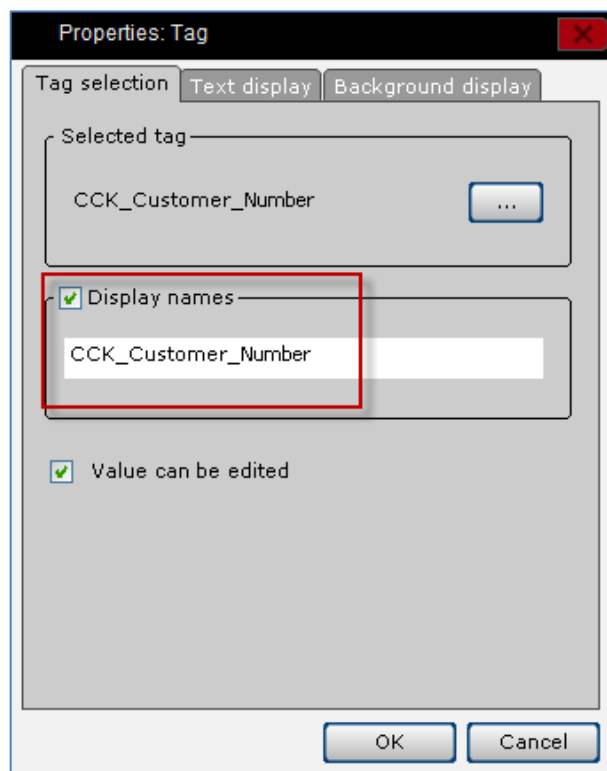 Properties: Tag
Tag selection Text display Background display
Selected tag
CCK_Customer_Number
...
Display names
CCK_Customer_Number
Value can be edited
OK Cancel